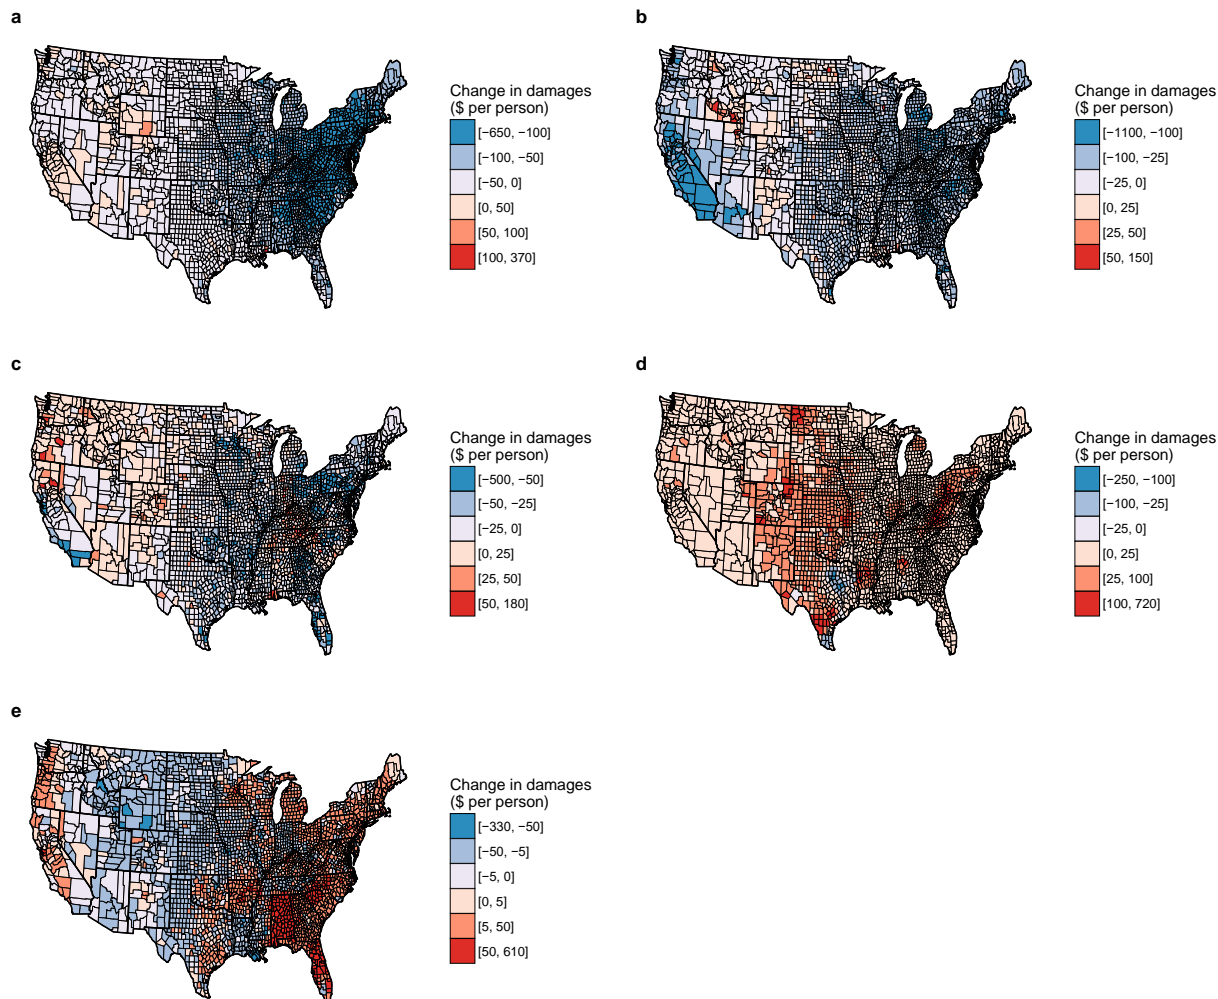 a
Change in damages
($ per person)
[−650, −100]
[−100, −50]
[−50, 0]
[0, 50]
[50, 100]
[100, 370]
b
Change in damages
($ per person)
[−1100, −100]
[−100, −25]
[−25, 0]
[0, 25]
[25, 50]
[50, 150]
c
Change in damages
($ per person)
[−500, −50]
[−50, −25]
[−25, 0]
[0, 25]
[25, 50]
[50, 180]
d
Change in damages
($ per person)
[−250, −100]
[−100, −25]
[−25, 0]
[0, 25]
[25, 100]
[100, 720]
e
Change in damages
($ per person)
[−330, −50]
[−50, −5]
[−5, 0]
[0, 5]
[5, 50]
[50, 610]